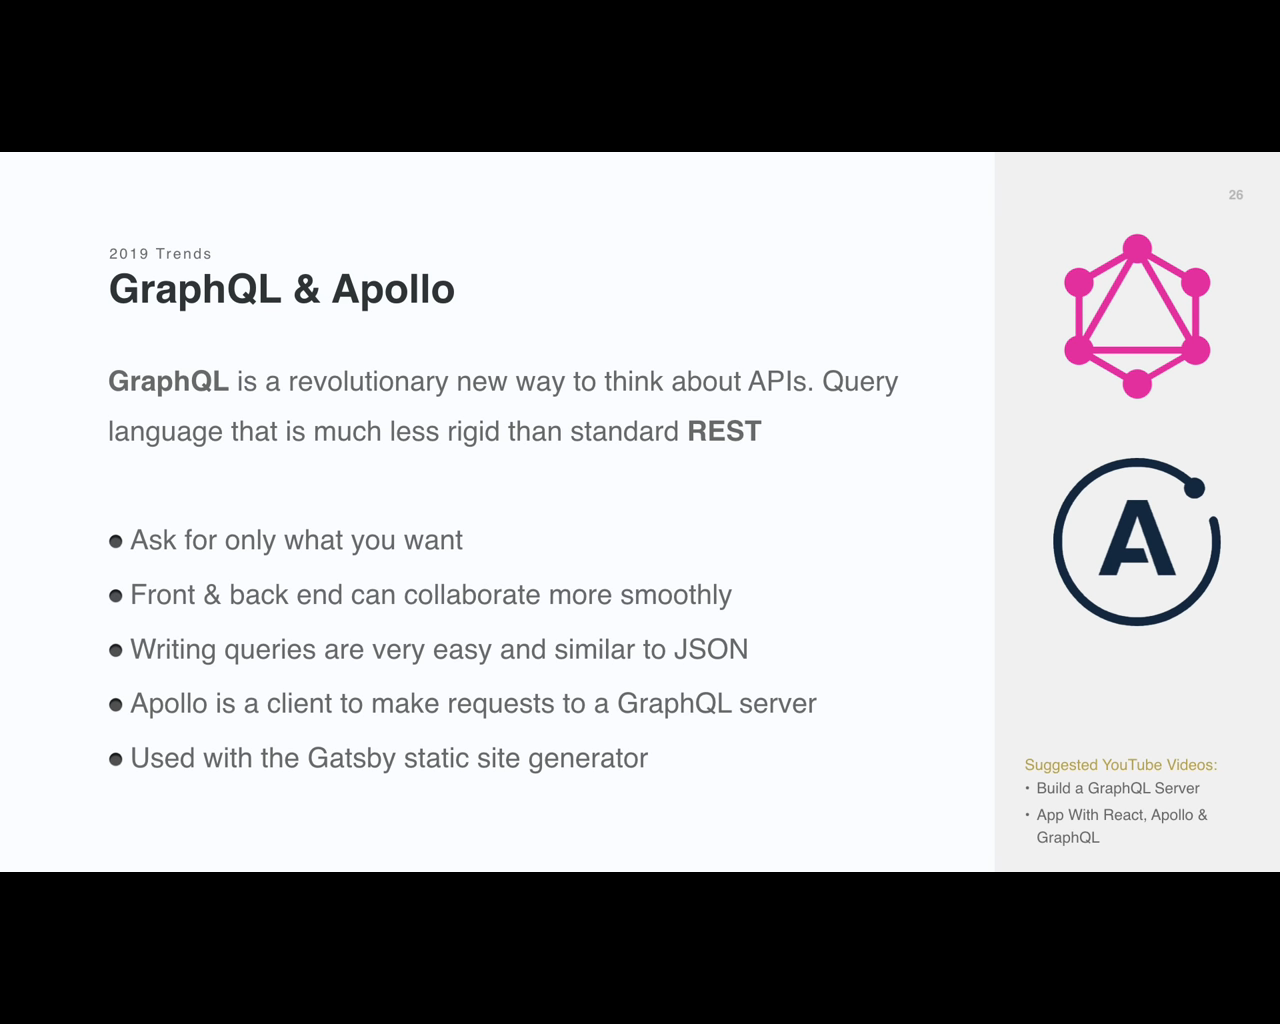 26
2019 Trends
GraphQL & Apollo
GraphQL is a revolutionary new way to think about APIs. Query
language that is much less rigid than standard REST
● Ask for only what you want
● Front & back end can collaborate more smoothly
● Writing queries are very easy and similar to JSON
● Apollo is a client to make requests to a GraphQL server
● Used with the Gatsby static site generator
A
Suggested YouTube Videos:
• Build a GraphQL Server
• App With React, Apollo &
GraphQL